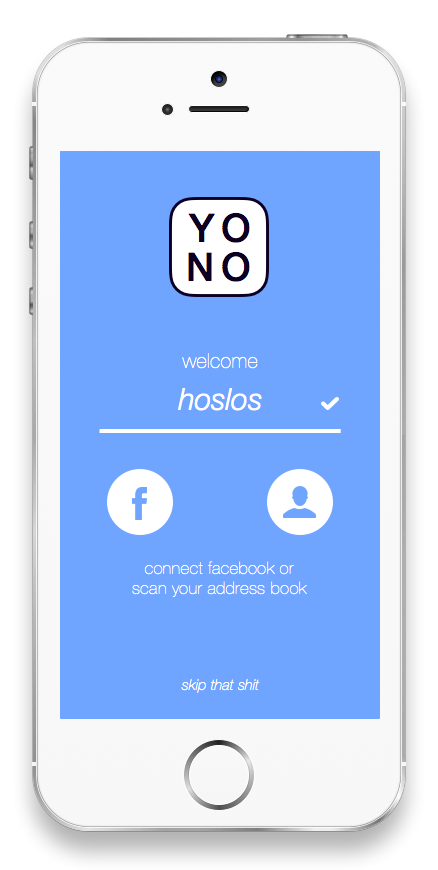 YO
NO
welcome
hoslos
connect facebook or
scan your address book
skip that shit